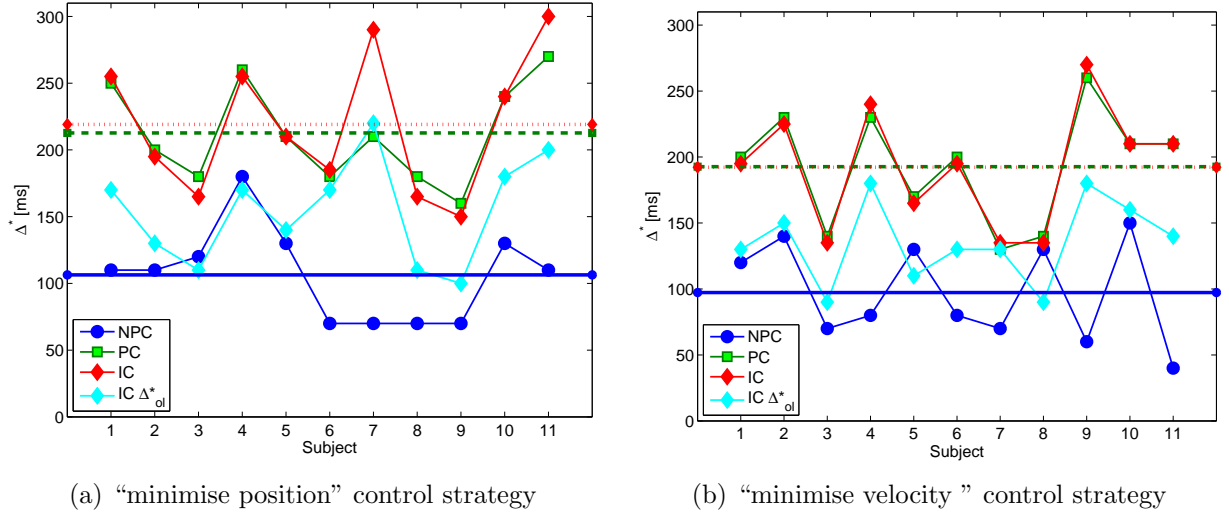 300
250
200
150
100
50
0
Δ* [ms]
NPC
PC
IC
IC Δ*ol
1 2 3 4 5 6 7 8 9 10 11
Subject
(a) “minimise position” control strategy
300
250
200
150
100
50
0
Δ* [ms]
NPC
PC
IC
IC Δ*ol
1 2 3 4 5 6 7 8 9 10 11
Subject
(b) “minimise velocity ” control strategy